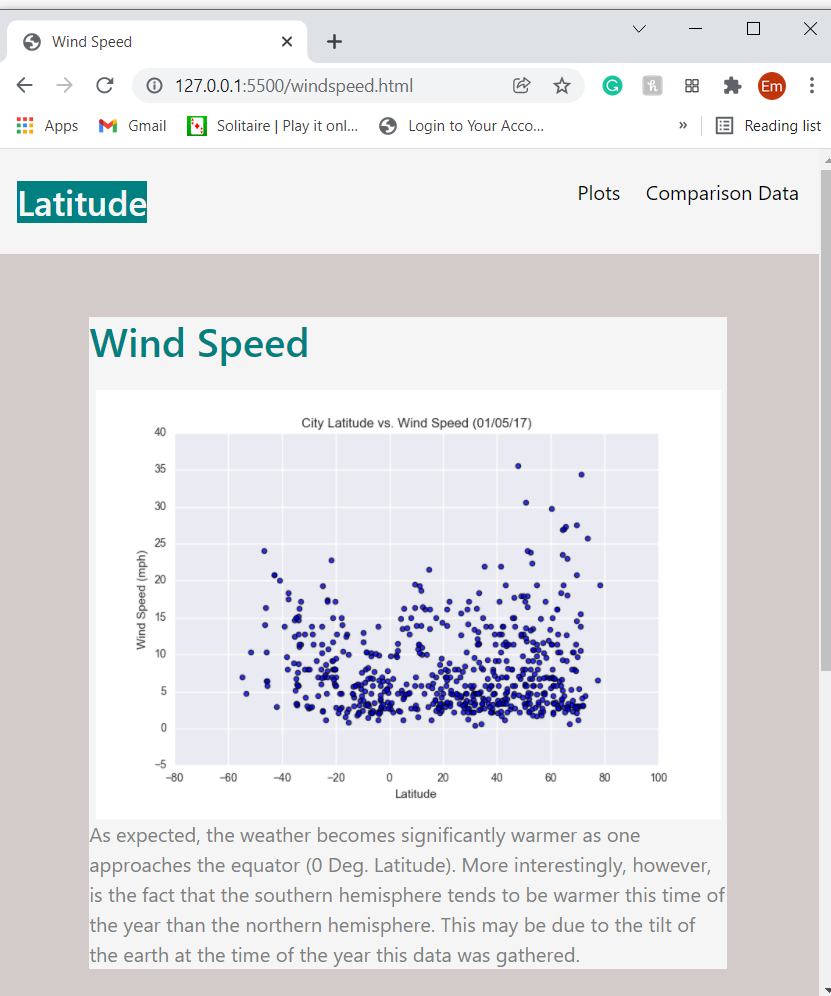 Wind Speed
127.0.0.1:5500/windspeed.html
Em
Apps Gmail Solitaire | Play it onl... Login to Your Acco... » Reading list
Latitude Plots Comparison Data
Wind Speed
City Latitude vs. Wind Speed (01/05/17)
40
35
30
25
20
15
10
5
0
−5
Wind Speed (mph)
−80 −60 −40 −20 0 20 40 60 80 100
Latitude
As expected, the weather becomes significantly warmer as one
approaches the equator (0 Deg. Latitude). More interestingly, however,
is the fact that the southern hemisphere tends to be warmer this time of
the year than the northern hemisphere. This may be due to the tilt of
the earth at the time of the year this data was gathered.